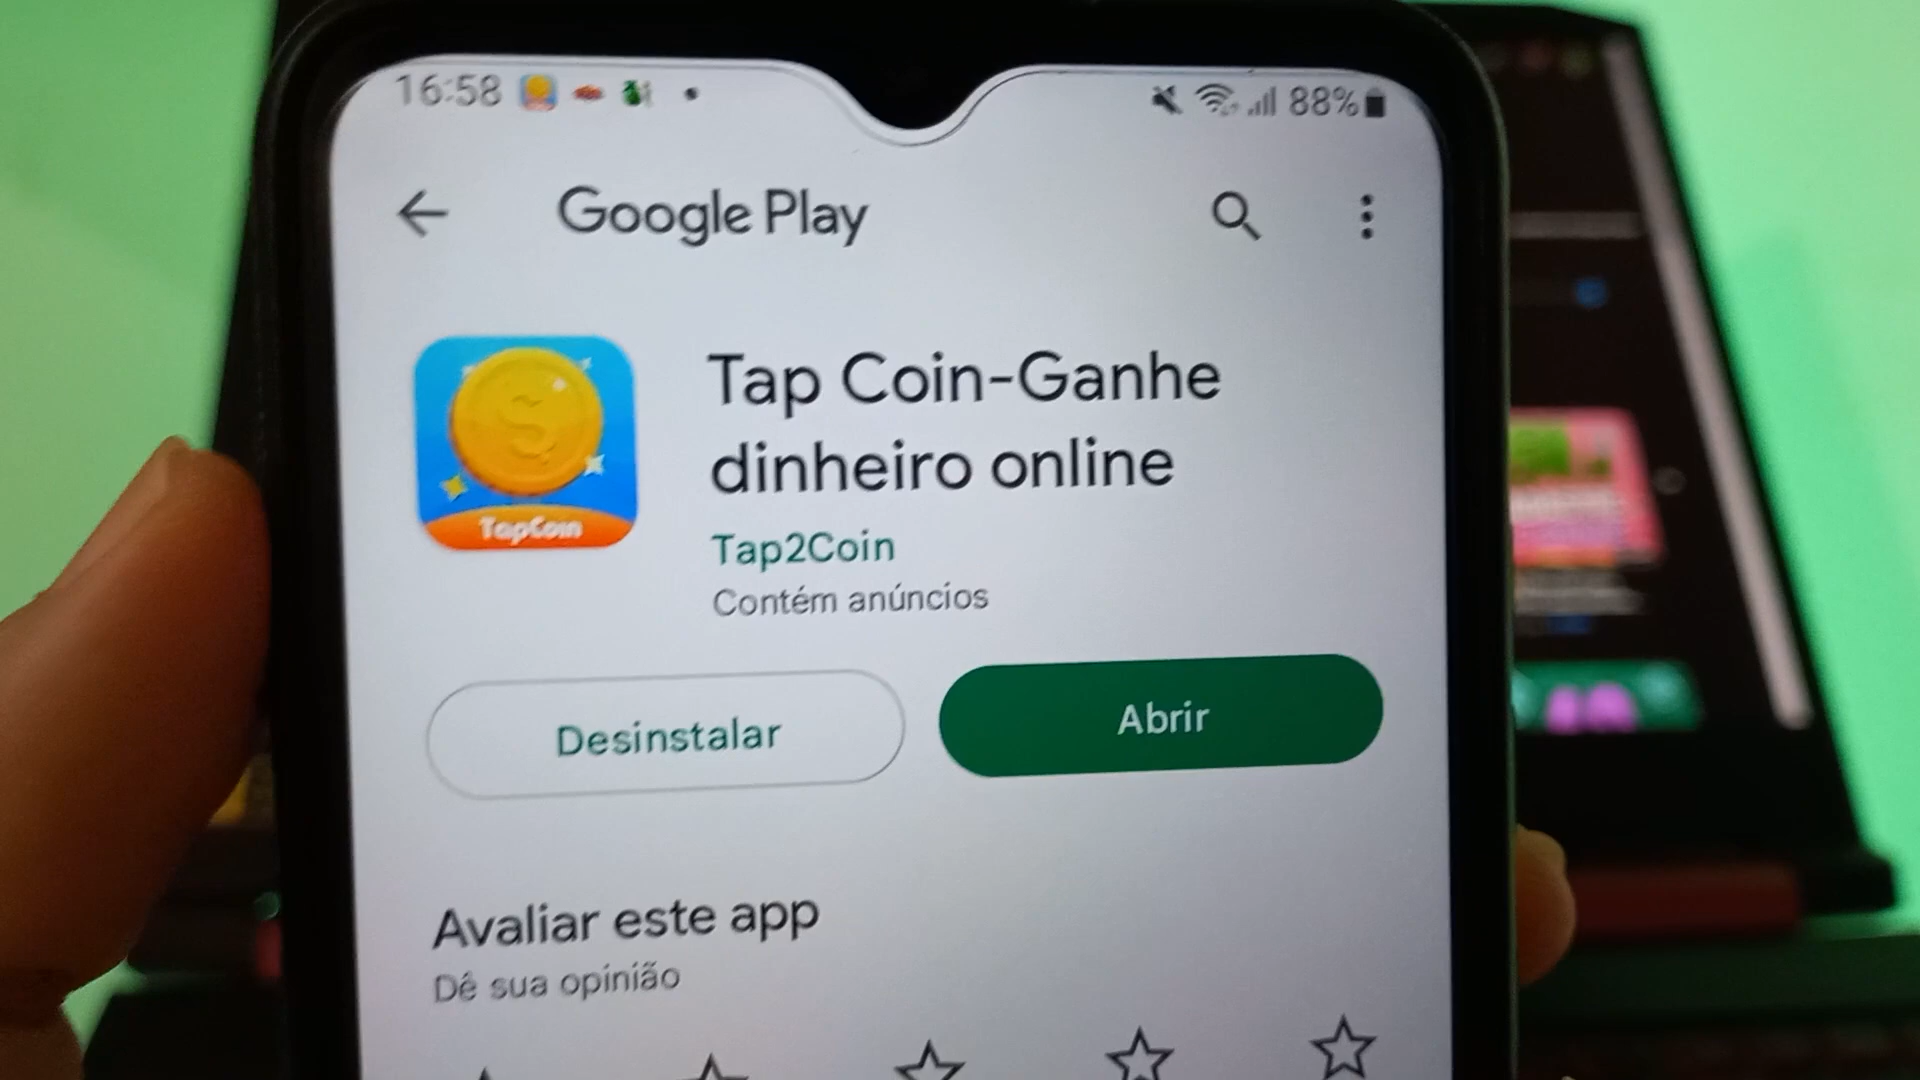 16:58
88%
Google Play
Tap Coin-Ganhe
dinheiro online
TapCoin
Tap2Coin
Contém anúncios
Desinstalar
Abrir
Avaliar este app
Dê sua opinião